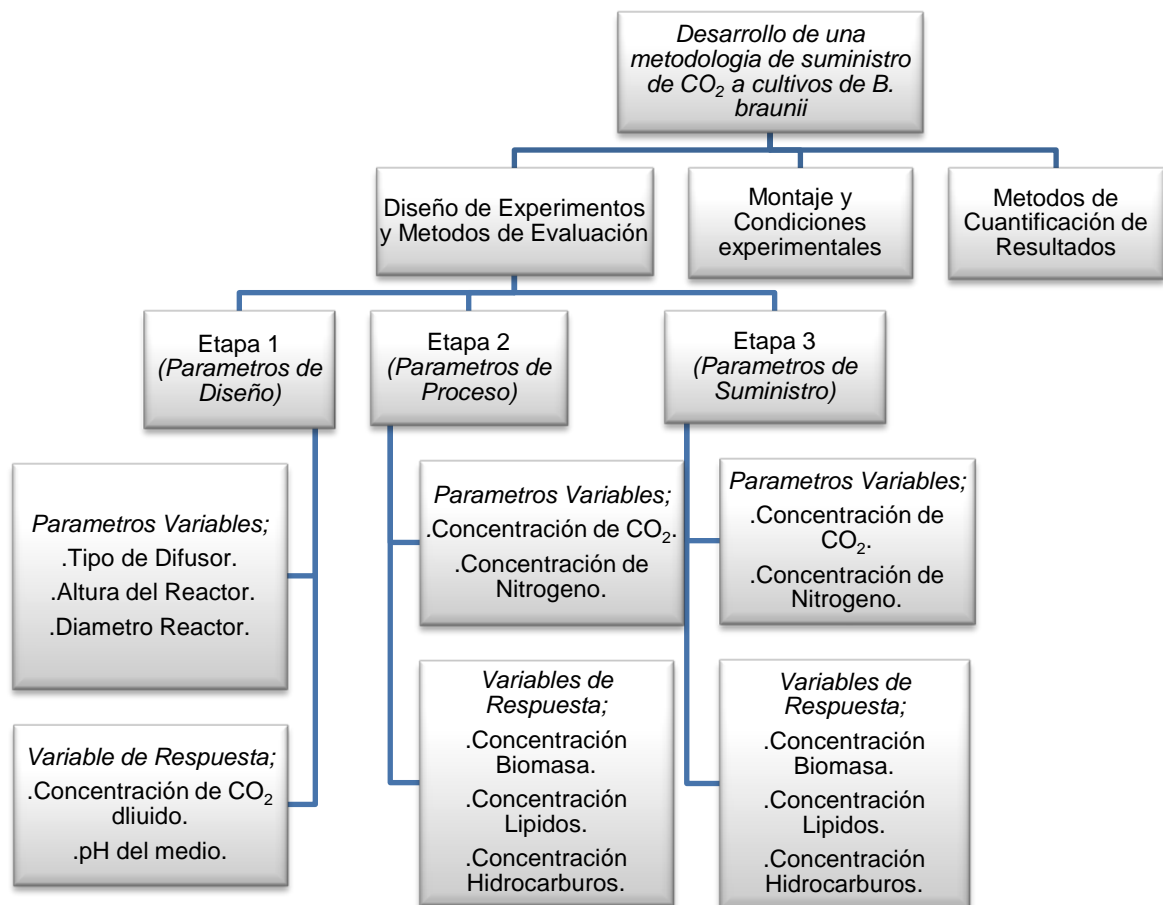 Desarrollo de una
metodologia de suministro
de CO₂ a cultivos de B.
braunii
Diseño de Experimentos
y Metodos de Evaluación
Montaje y
Condiciones
experimentales
Metodos de
Cuantificación de
Resultados
Etapa 1
(Parametros de
Diseño)
Etapa 2
(Parametros de
Proceso)
Etapa 3
(Parametros de
Suministro)
Parametros Variables;
.Tipo de Difusor.
.Altura del Reactor.
.Diametro Reactor.
Variable de Respuesta;
.Concentración de CO₂
dliuido.
.pH del medio.
Parametros Variables;
.Concentración de CO₂.
.Concentración de
Nitrogeno.
Variables de
Respuesta;
.Concentración
Biomasa.
.Concentración
Lipidos.
.Concentración
Hidrocarburos.
Parametros Variables;
.Concentración de
CO₂.
.Concentración de
Nitrogeno.
Variables de
Respuesta;
.Concentración
Biomasa.
.Concentración
Lipidos.
.Concentración
Hidrocarburos.